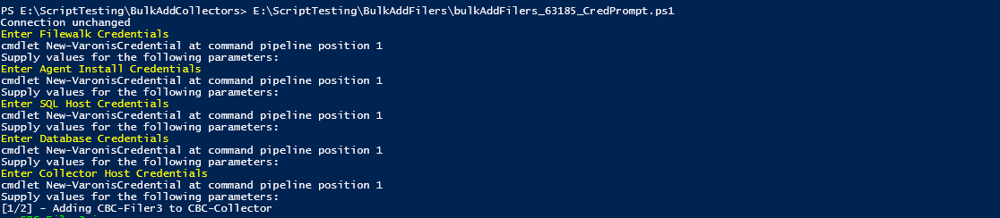 PS E:\ScriptTesting\BulkAddCollectors> E:\ScriptTesting\BulkAddFilers\bulkAddFilers_63185_CredPrompt.ps1
Connection unchanged
Enter Filewalk Credentials
cmdlet New-VaronisCredential at command pipeline position 1
Supply values for the following parameters:
Enter Agent Install Credentials
cmdlet New-VaronisCredential at command pipeline position 1
Supply values for the following parameters:
Enter SQL Host Credentials
cmdlet New-VaronisCredential at command pipeline position 1
Supply values for the following parameters:
Enter Database Credentials
cmdlet New-VaronisCredential at command pipeline position 1
Supply values for the following parameters:
Enter Collector Host Credentials
cmdlet New-VaronisCredential at command pipeline position 1
Supply values for the following parameters:
[1/2] - Adding CBC-Filer3 to CBC-Collector